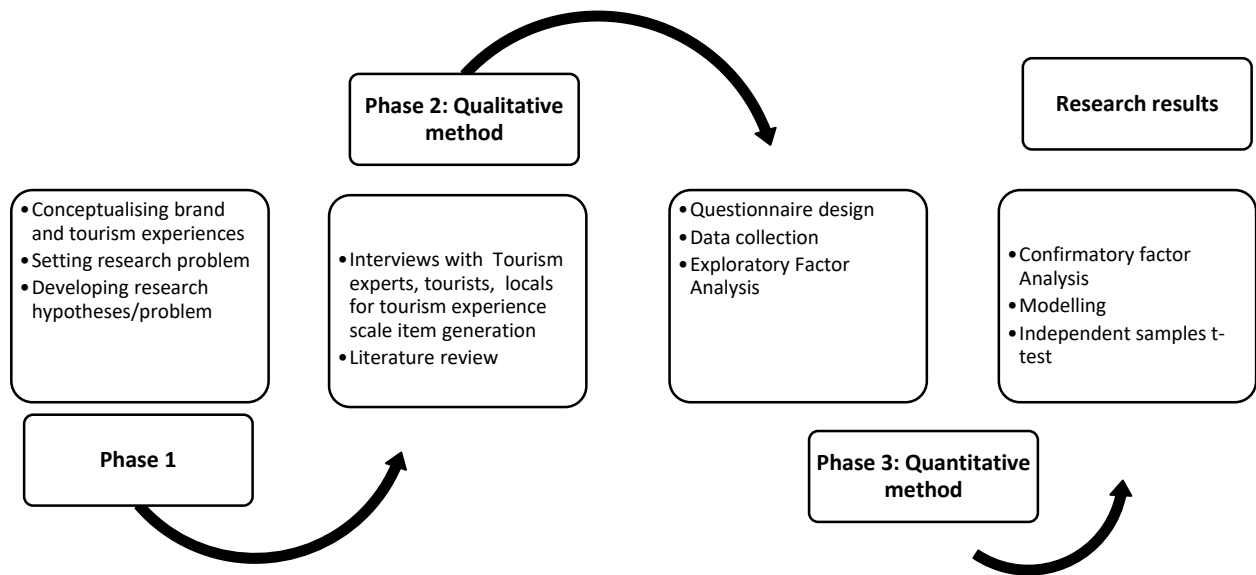 Phase 2: Qualitative
method
Research results
•Conceptualising brand
and tourism experiences
•Setting research problem
•Developing research
hypotheses/problem
Phase 1
•Interviews with Tourism
experts, tourists, locals
for tourism experience
scale item generation
•Literature review
•Questionnaire design
•Data collection
•Exploratory Factor
Analysis
Phase 3: Quantitative
method
•Confirmatory factor
Analysis
•Modelling
•Independent samples t-
test